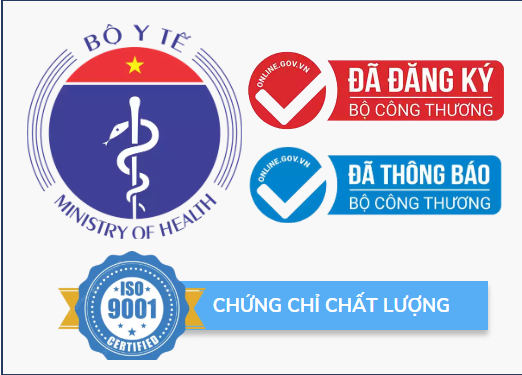 BỘ Y TẾ
MINISTRY OF HEALTH
ONLINE.GOV.VN
ĐÃ ĐĂNG KÝ
BỘ CÔNG THƯƠNG
ONLINE.GOV.VN
ĐÃ THÔNG BÁO
BỘ CÔNG THƯƠNG
ISO
9001
CERTIFIED
CHỨNG CHỈ CHẤT LƯỢNG